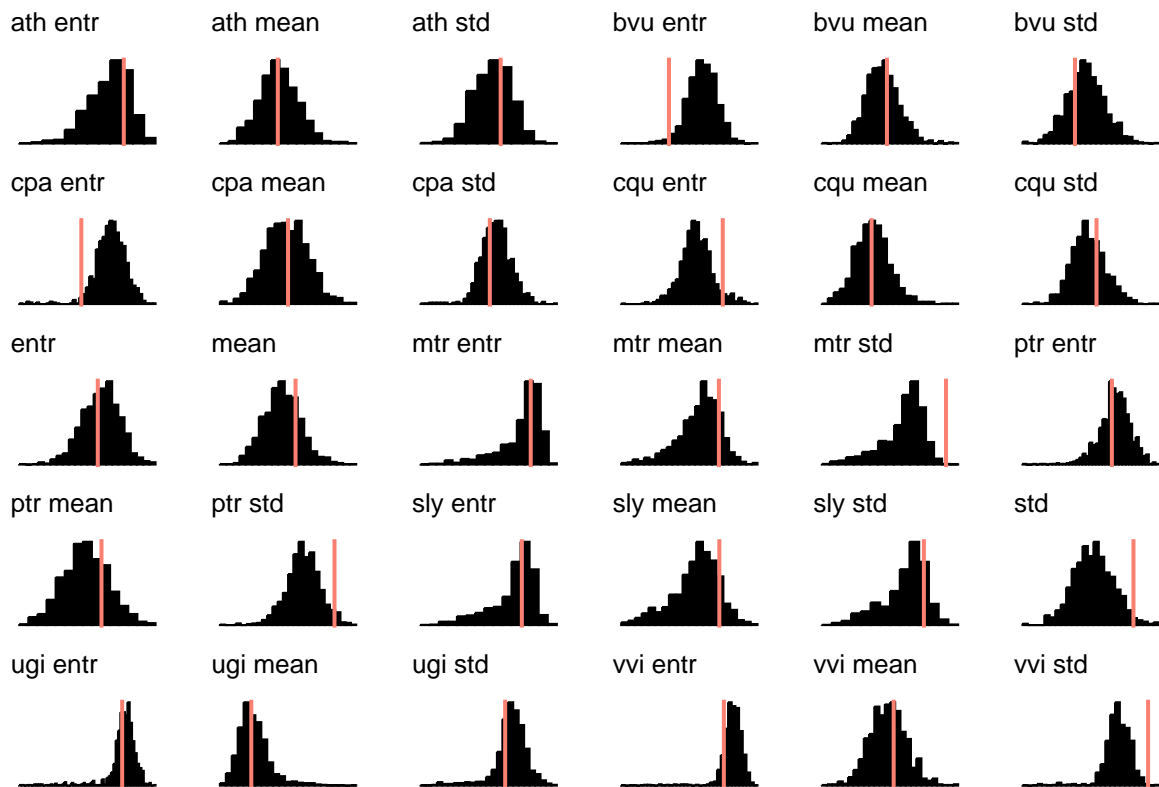 ath entr
ath mean
ath std
bvu entr
bvu mean
bvu std
cpa entr
cpa mean
cpa std
cqu entr
cqu mean
cqu std
entr
mean
mtr entr
mtr mean
mtr std
ptr entr
ptr mean
ptr std
sly entr
sly mean
sly std
std
ugi entr
ugi mean
ugi std
vvi entr
vvi mean
vvi std